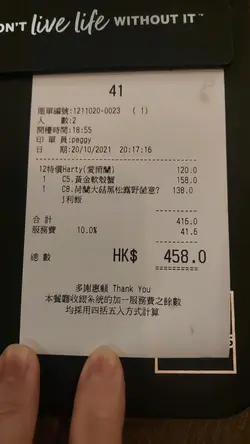 ON'T live life WITHOUT IT
41
賬單編號:1211020-0023 ( 1)
人 數:2
開檯時間:18:55
印 單 員:peggy
日 期:20/10/2021 20:17:16
12特價Harty(愛爾蘭) 120.0
1 C5.黃金軟殼蟹 158.0
1 C8.荷蘭大菇黑松露野菌意? 138.0
J利飯
合 計 416.0
服務費 10.0% 41.6
總 數 HK$ 458.0
多謝惠顧 Thank You
本餐廳收銀系統的加一服務費之餘數
均採用四括五入方式計算
S